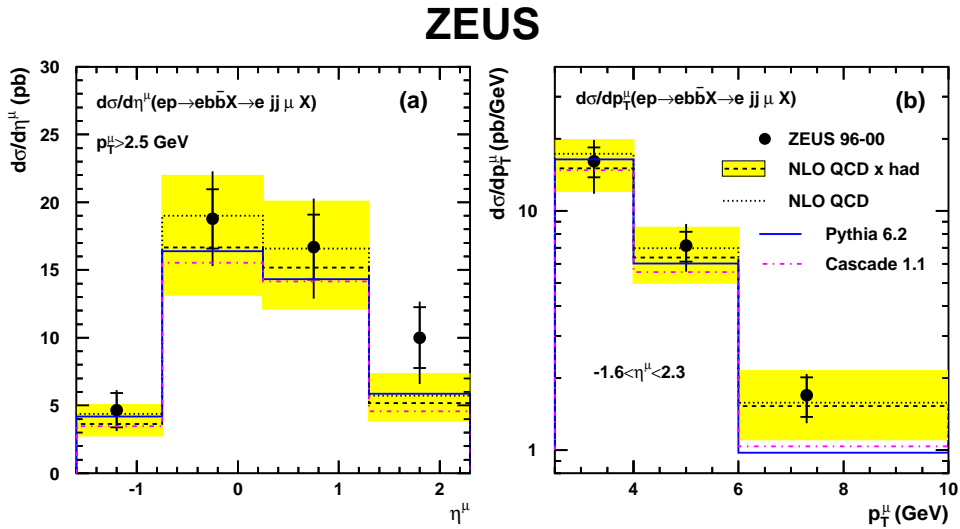 ZEUS
dσ/dη^μ (pb)
30
25
20
15
10
5
0
dσ/dη^μ(ep→ebb̄X→e jj μ X)
(a)
p_T^μ>2.5 GeV
-1
0
1
2
η^μ
dσ/dp_T^μ (pb/GeV)
10
1
dσ/dp_T^μ(ep→ebb̄X→e jj μ X)
(b)
ZEUS 96-00
NLO QCD x had
NLO QCD
Pythia 6.2
Cascade 1.1
-1.6<η^μ<2.3
4
6
8
10
p_T^μ (GeV)